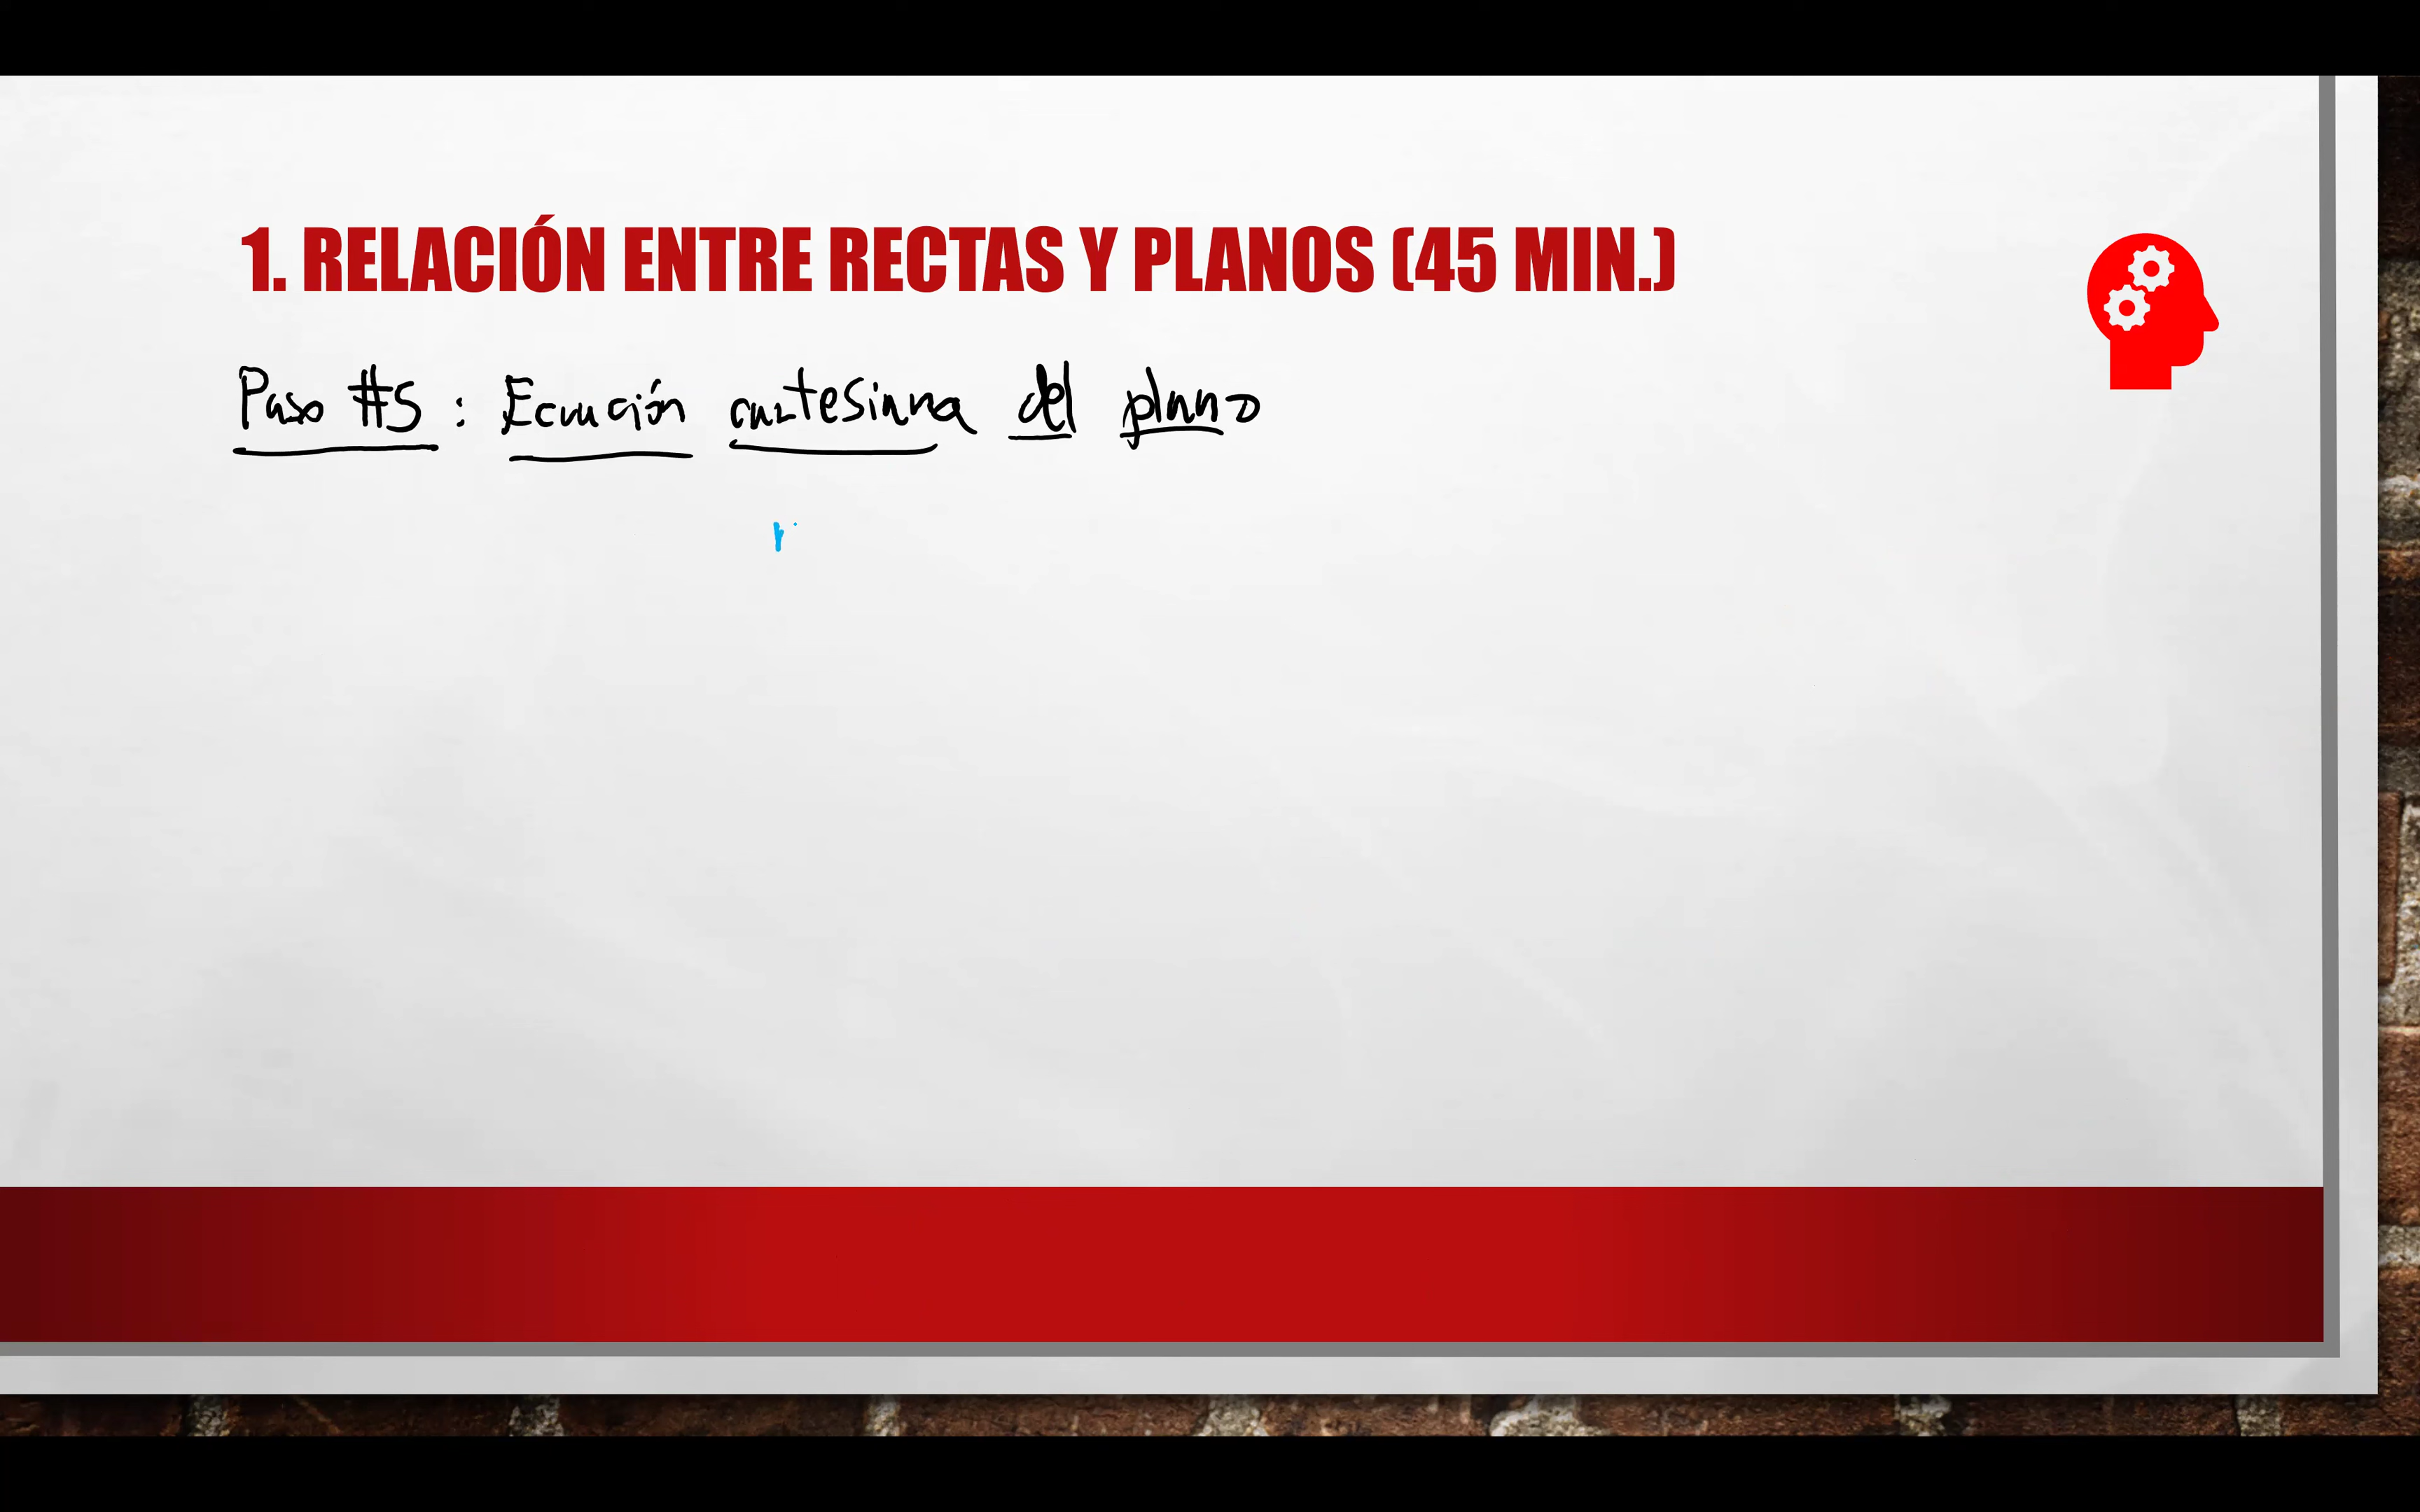 1. RELACIÓN ENTRE RECTAS Y PLANOS (45 MIN.)
Paso #5 : Ecuación cartesiana del plano